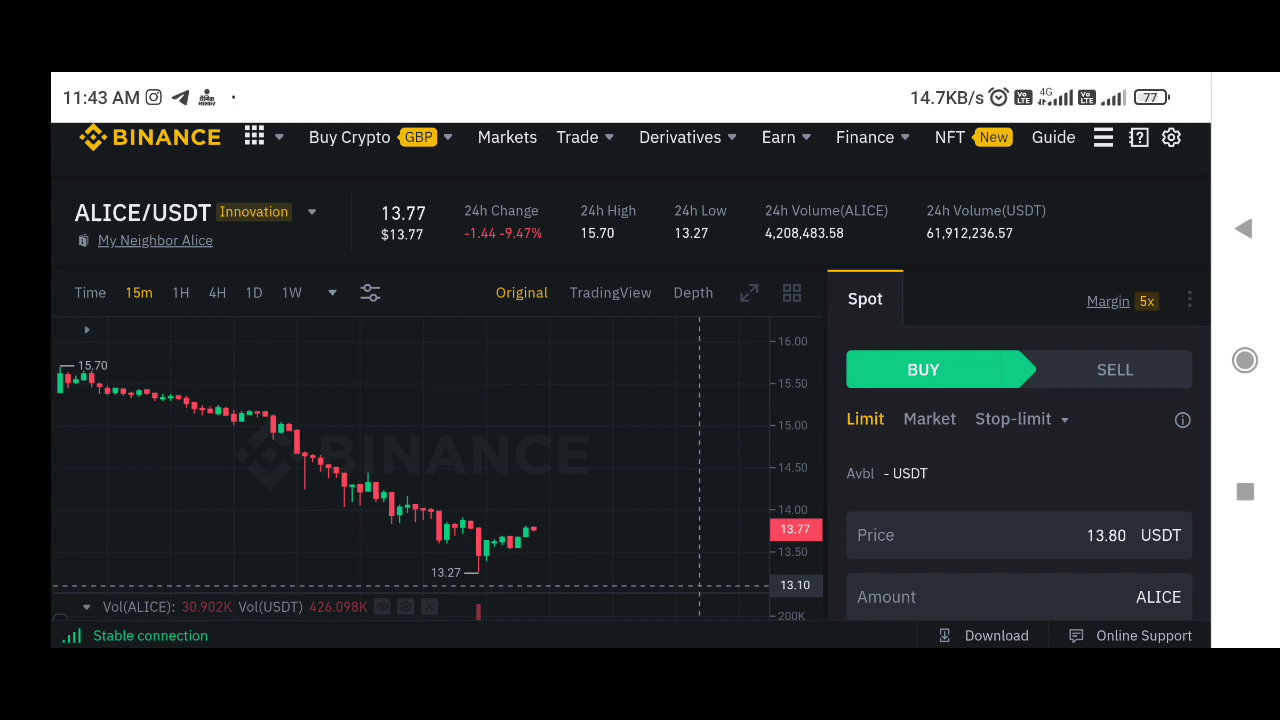 11:43 AM
14.7KB/s Vo LTE 4G Vo LTE 77
BINANCE Buy Crypto GBP Markets Trade Derivatives Earn Finance NFT New Guide
ALICE/USDT Innovation
My Neighbor Alice
13.77
$13.77
24h Change
-1.44 -9.47%
24h High
15.70
24h Low
13.27
24h Volume(ALICE)
4,208,483.58
24h Volume(USDT)
61,912,236.57
Time 15m 1H 4H 1D 1W Original TradingView Depth
15.70
BINANCE
13.27
16.00
15.50
15.00
14.50
14.00
13.77
13.50
13.10
200K
Vol(ALICE): 30.902K Vol(USDT) 426.098K
Spot
Margin 5x
BUY SELL
Limit Market Stop-limit
Avbl - USDT
Price 13.80 USDT
Amount ALICE
Stable connection
Download Online Support